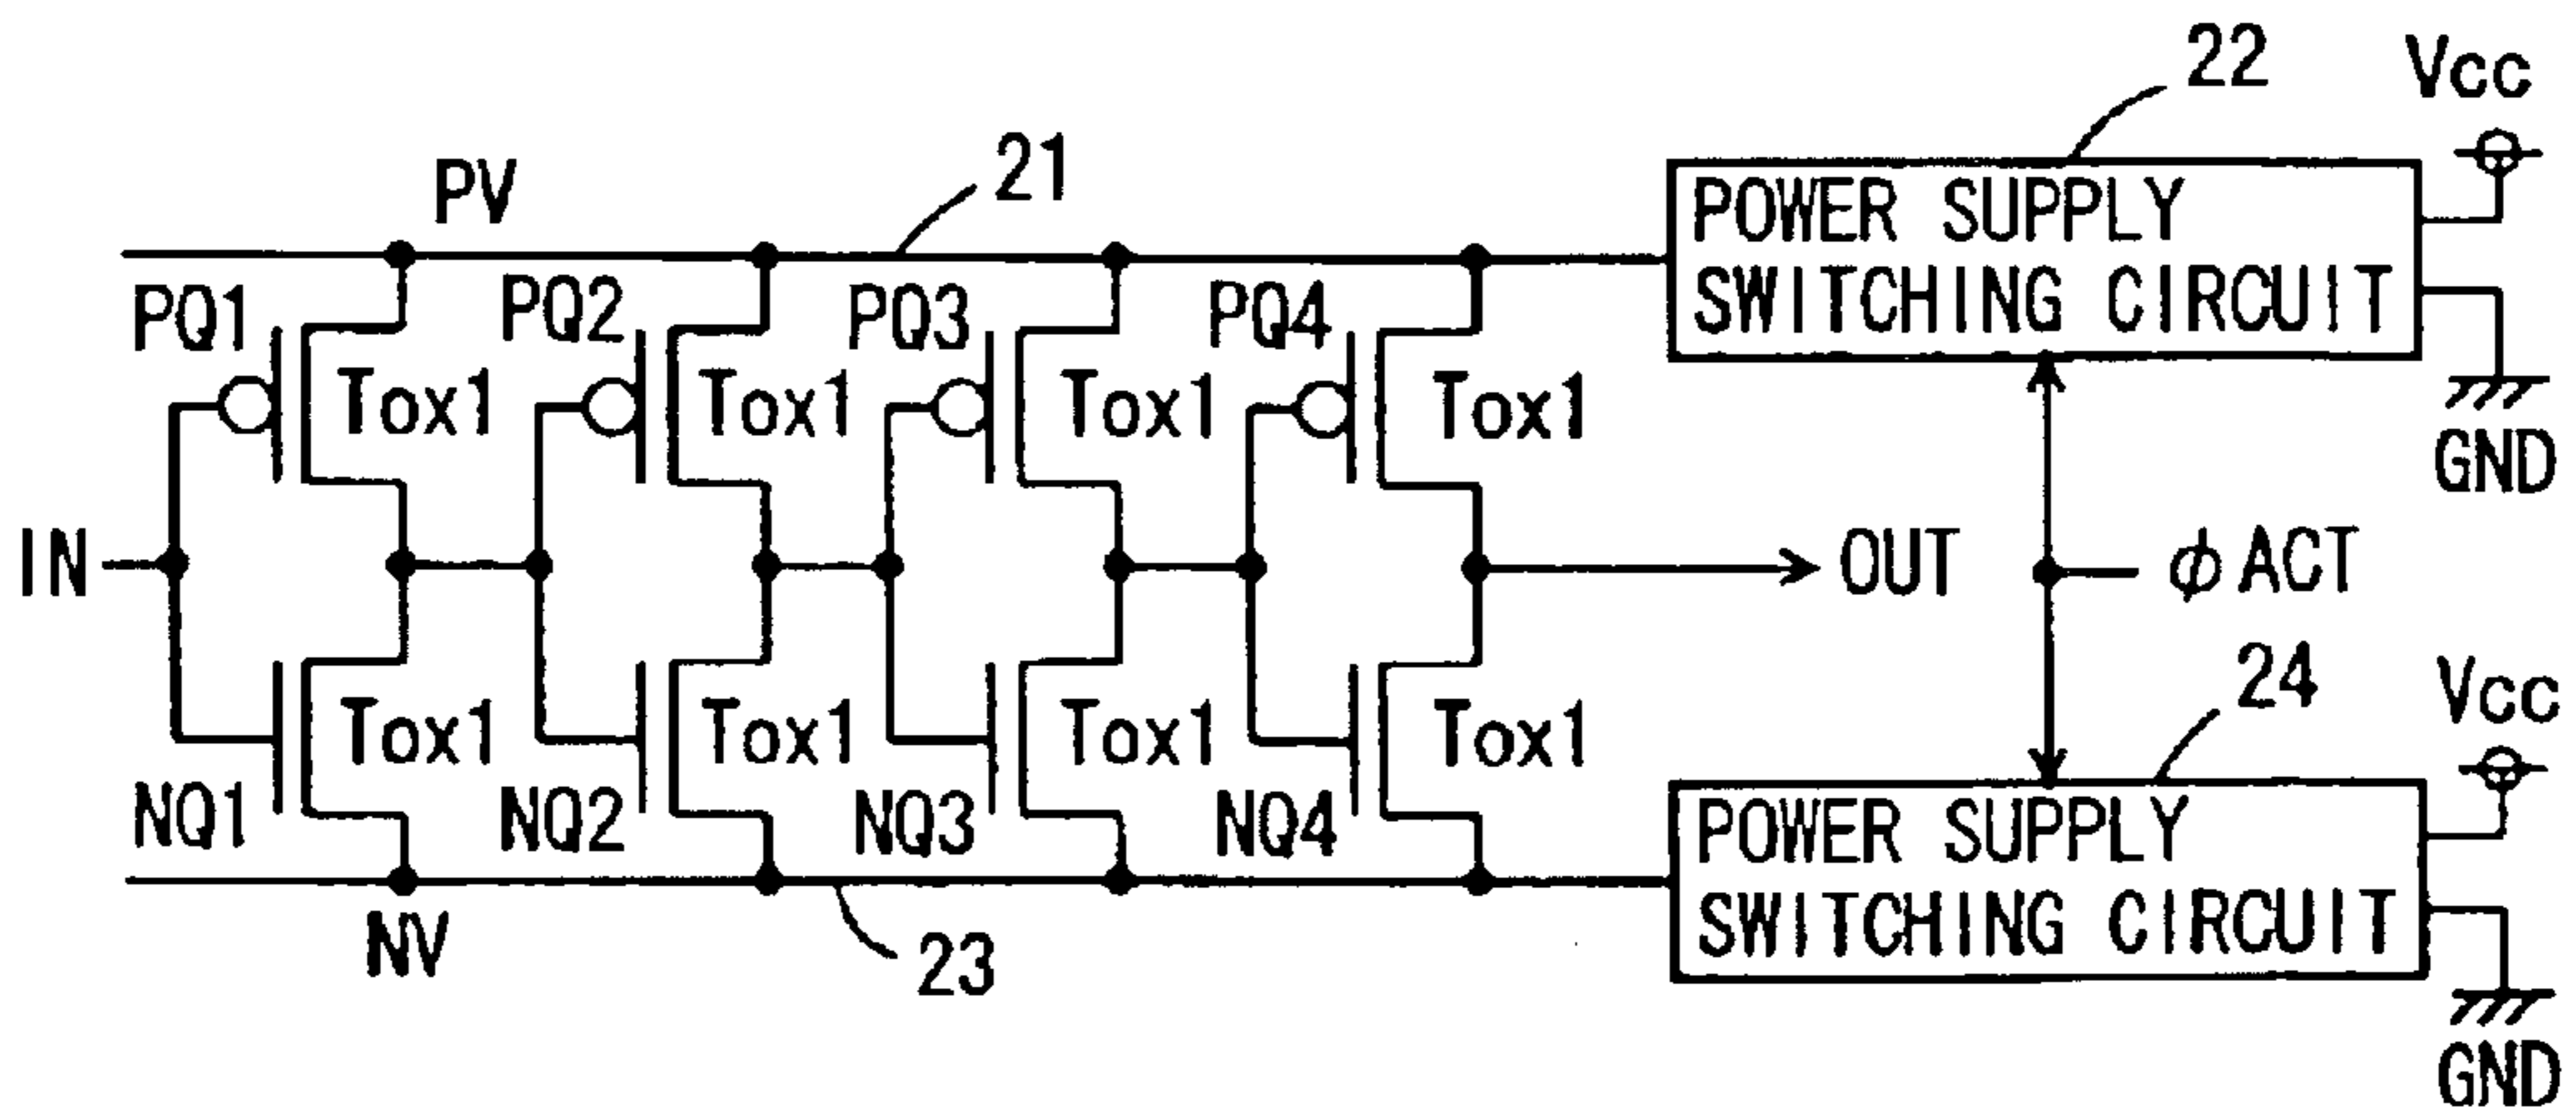 22
Vcc
21
PV
POWER SUPPLY
SWITCHING CIRCUIT
PQ1
PQ2
PQ3
PQ4
Tox1
Tox1
Tox1
Tox1
GND
IN
OUT
φACT
24
Vcc
Tox1
Tox1
Tox1
Tox1
NQ1
NQ2
NQ3
NQ4
POWER SUPPLY
SWITCHING CIRCUIT
NV
23
GND